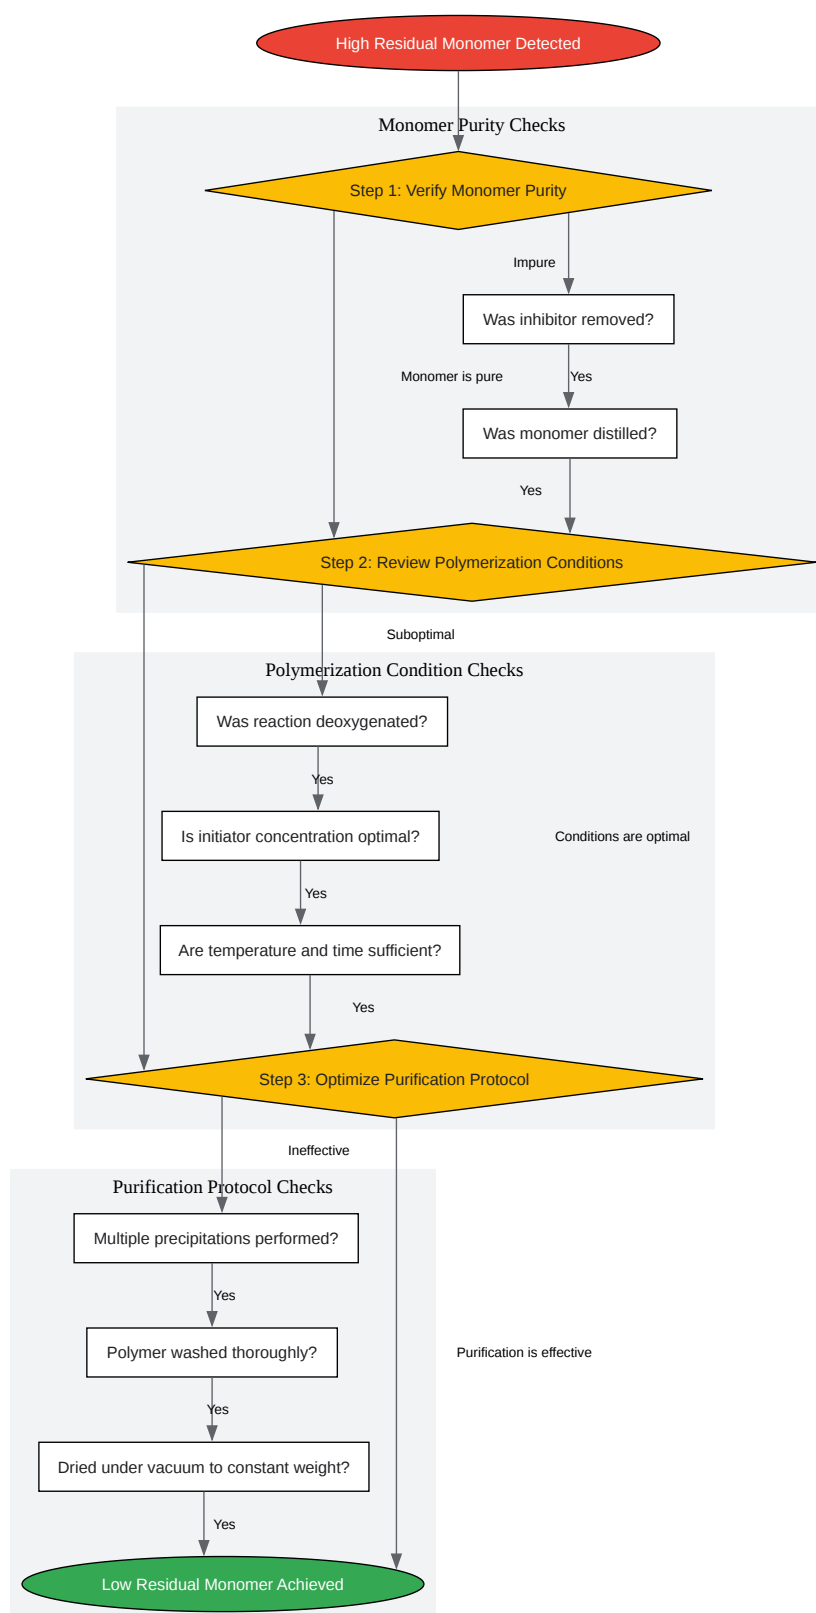 High Residual Monomer Detected
Monomer Purity Checks
Step 1: Verify Monomer Purity
Impure
Was inhibitor removed?
Monomer is pure
Yes
Was monomer distilled?
Yes
Step 2: Review Polymerization Conditions
Suboptimal
Polymerization Condition Checks
Was reaction deoxygenated?
Yes
Is initiator concentration optimal?
Conditions are optimal
Yes
Are temperature and time sufficient?
Yes
Step 3: Optimize Purification Protocol
Ineffective
Purification Protocol Checks
Multiple precipitations performed?
Yes
Polymer washed thoroughly?
Purification is effective
Yes
Dried under vacuum to constant weight?
Yes
Low Residual Monomer Achieved